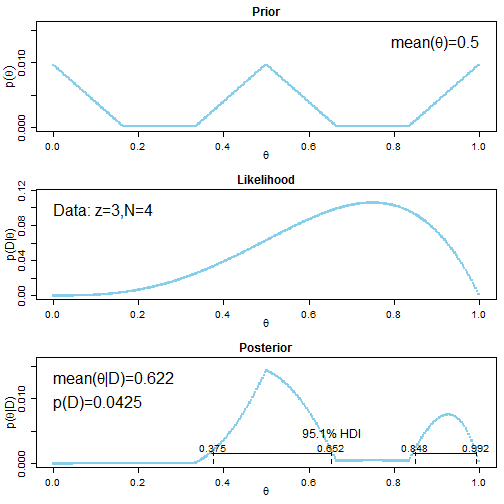 Prior
mean(θ)=0.5
p(θ)
0.000
0.010
0.0 0.2 0.4 0.6 0.8 1.0
θ
Likelihood
Data: z=3,N=4
p(D|θ)
0.00 0.04 0.08 0.12
0.0 0.2 0.4 0.6 0.8 1.0
θ
Posterior
mean(θ|D)=0.622
p(D)=0.0425
p(θ|D)
0.000 0.010
95.1% HDI
0.375 0.662 0.848 0.992
0.0 0.2 0.4 0.6 0.8 1.0
θ